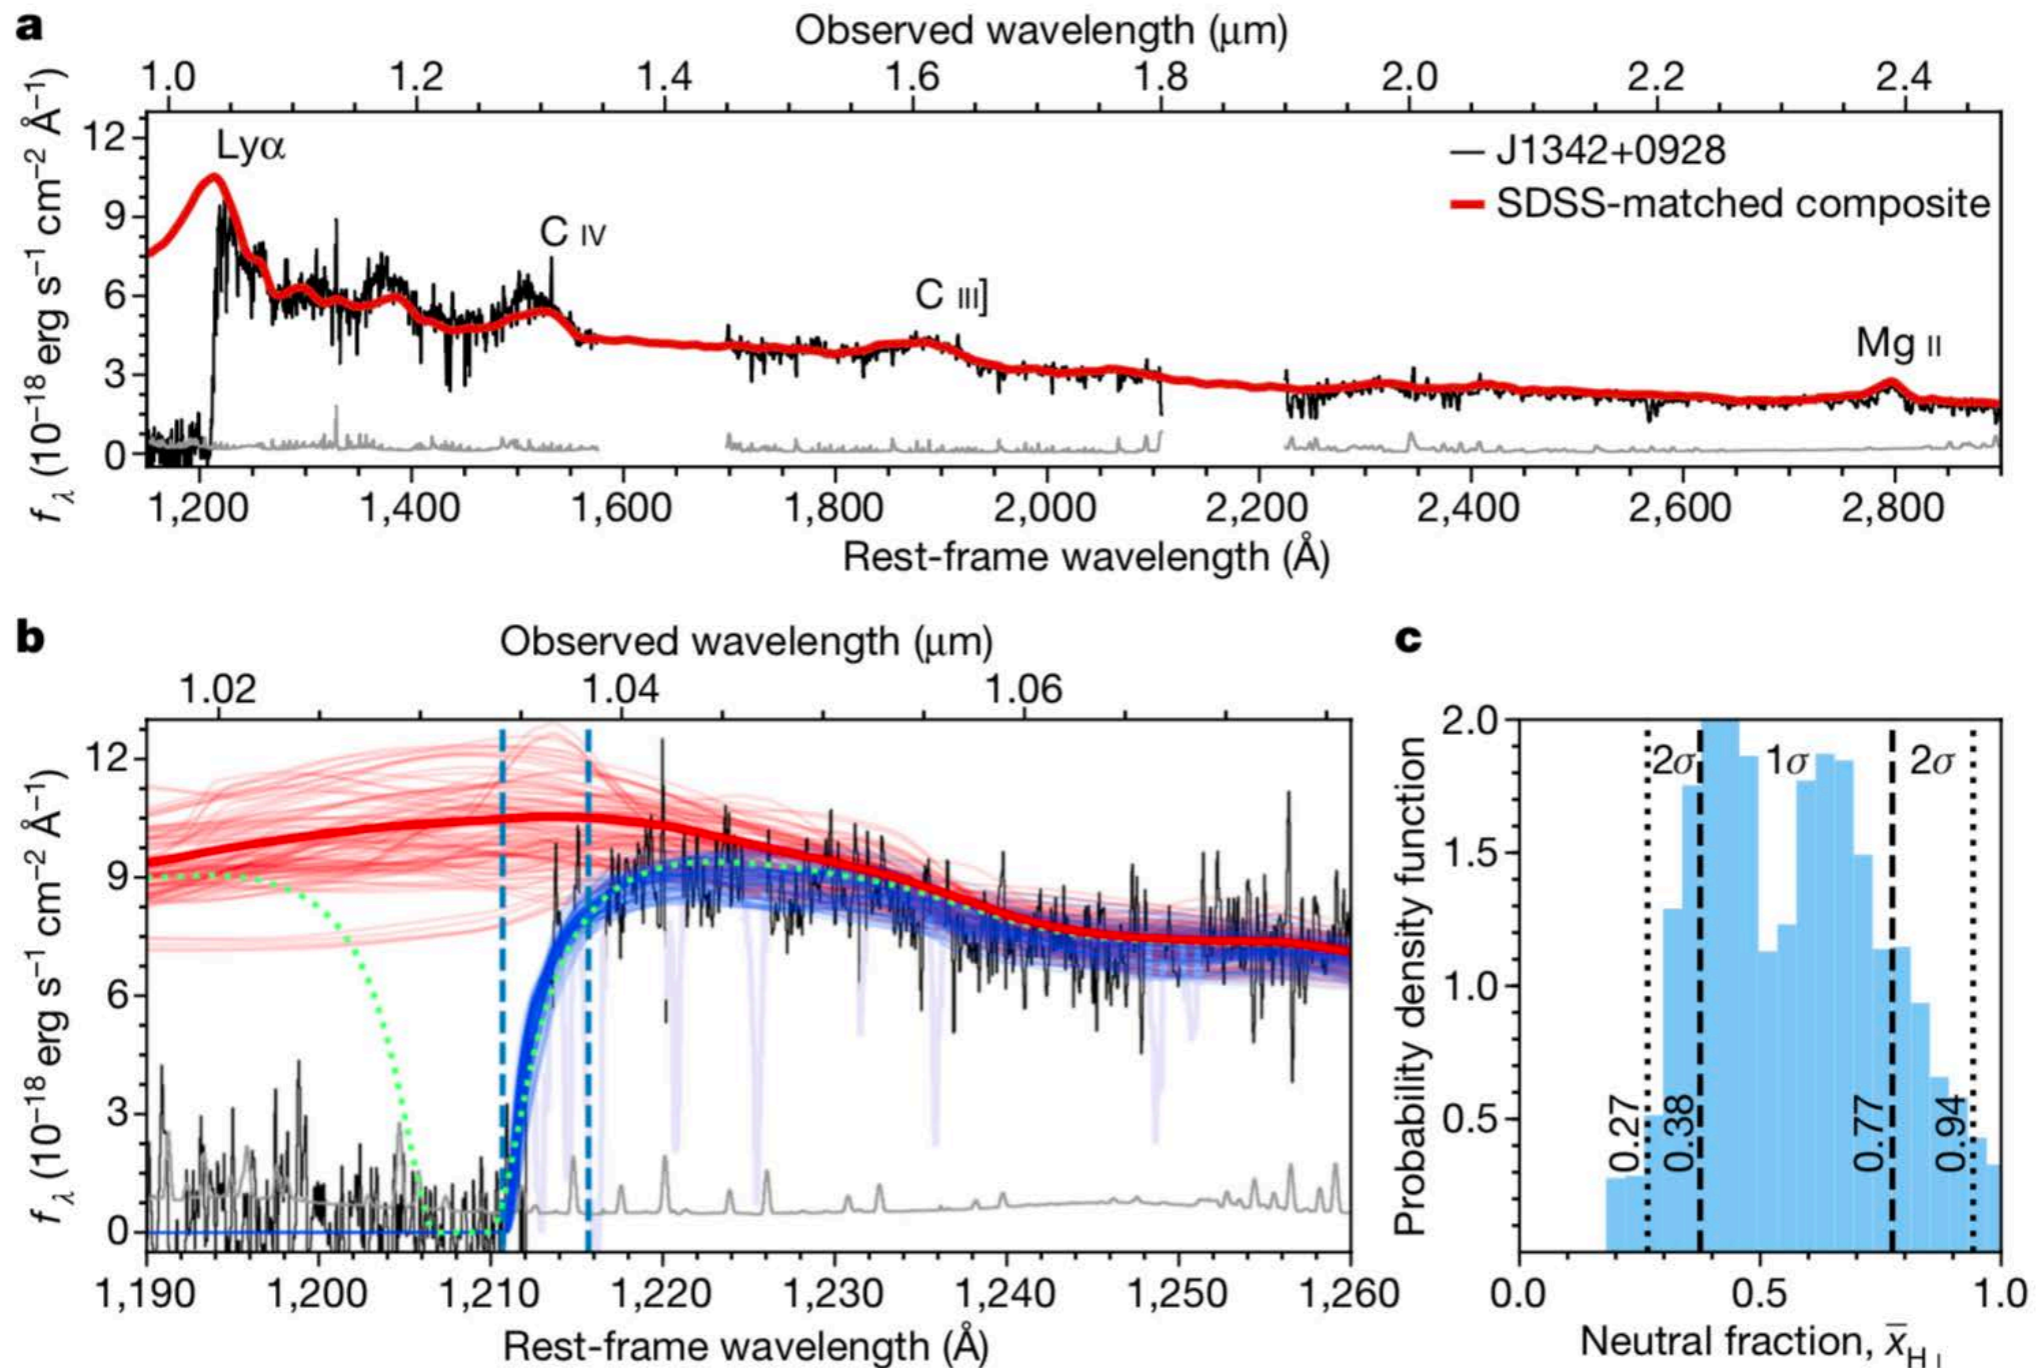 a
Observed wavelength (μm)
1.0 1.2 1.4 1.6 1.8 2.0 2.2 2.4
f_λ (10⁻¹⁸ erg s⁻¹ cm⁻² Å⁻¹)
12
9
6
3
0
Lyα
C IV
C III]
Mg II
J1342+0928
SDSS-matched composite
1,200 1,400 1,600 1,800 2,000 2,200 2,400 2,600 2,800
Rest-frame wavelength (Å)
b
Observed wavelength (μm)
1.02 1.04 1.06
f_λ (10⁻¹⁸ erg s⁻¹ cm⁻² Å⁻¹)
12
9
6
3
0
1,190 1,200 1,210 1,220 1,230 1,240 1,250 1,260
Rest-frame wavelength (Å)
c
Probability density function
2.0
1.5
1.0
0.5
2σ 1σ 2σ
0.27 0.38 0.77 0.94
0.0 0.5 1.0
Neutral fraction, x̅_H I